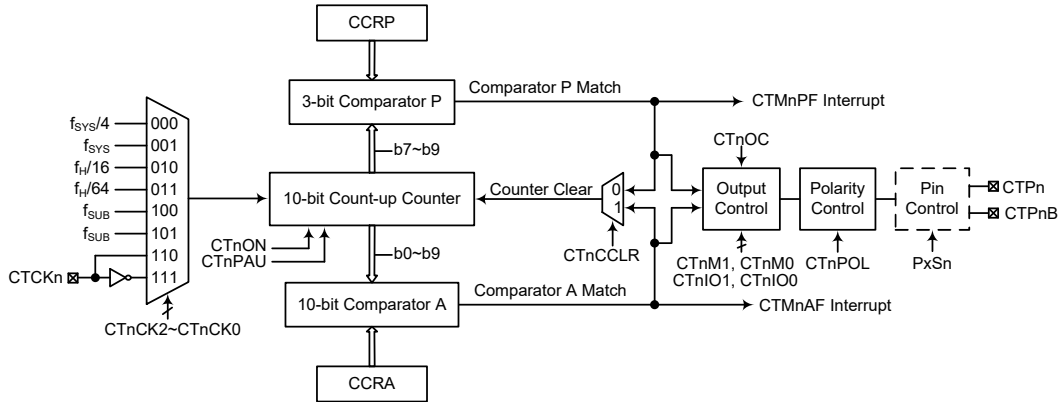 CCRP
3-bit Comparator P
Comparator P Match
CTMnPF Interrupt
b7~b9
fSYS/4
000
fSYS
001
fH/16
010
fH/64
011
fSUB
100
fSUB
101
110
111
CTCKn
CTnCK2~CTnCK0
10-bit Count-up Counter
CTnON
CTnPAU
Counter Clear
0
1
CTnCCLR
CTnOC
Output
Control
CTnM1, CTnM0
CTnIO1, CTnIO0
Polarity
Control
CTnPOL
Pin
Control
PxSn
CTPn
CTPnB
b0~b9
10-bit Comparator A
Comparator A Match
CTMnAF Interrupt
CCRA